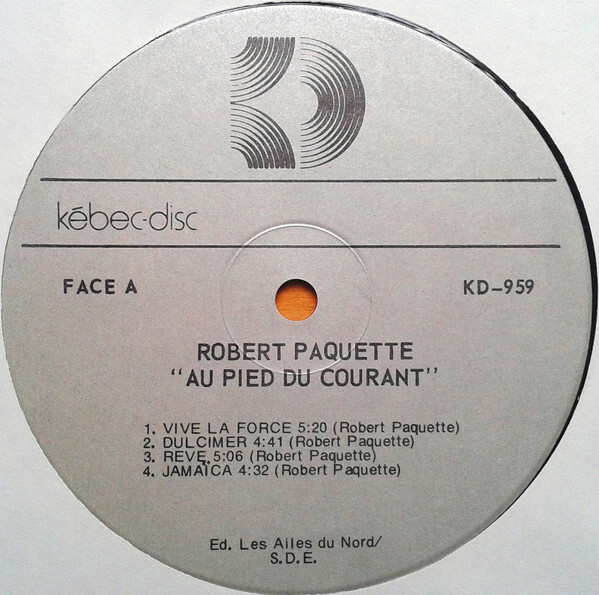 kébec-disc
FACE A
KD-959
ROBERT PAQUETTE
"AU PIED DU COURANT"
1. VIVE LA FORCE 5:20 (Robert Paquette)
2. DULCIMER 4:41 (Robert Paquette)
3. REVE 5:06 (Robert Paquette)
4. JAMAÏCA 4:32 (Robert Paquette)
Ed. Les Ailes du Nord/
S.D.E.